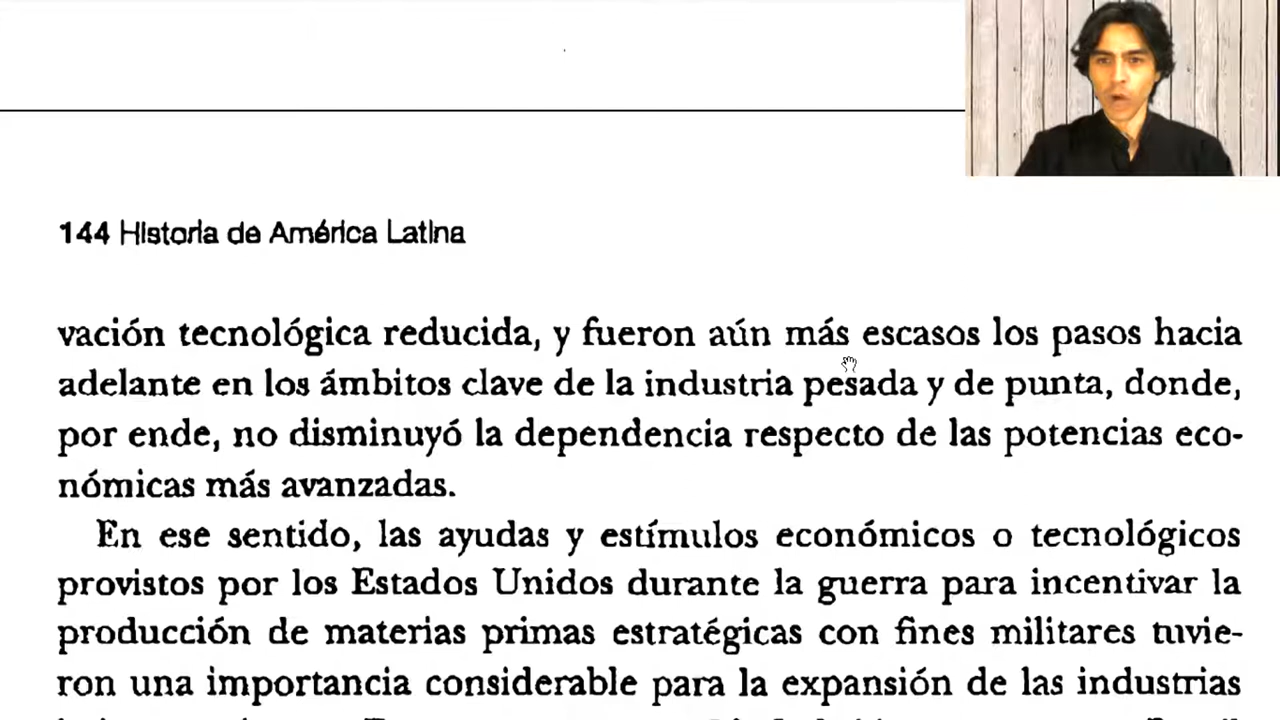 144 Historia de América Latina
vación tecnológica reducida, y fueron aún más escasos los pasos hacia
adelante en los ámbitos clave de la industria pesada y de punta, donde,
por ende, no disminuyó la dependencia respecto de las potencias eco-
nómicas más avanzadas.
En ese sentido, las ayudas y estímulos económicos o tecnológicos
provistos por los Estados Unidos durante la guerra para incentivar la
producción de materias primas estratégicas con fines militares tuvie-
ron una importancia considerable para la expansión de las industrias